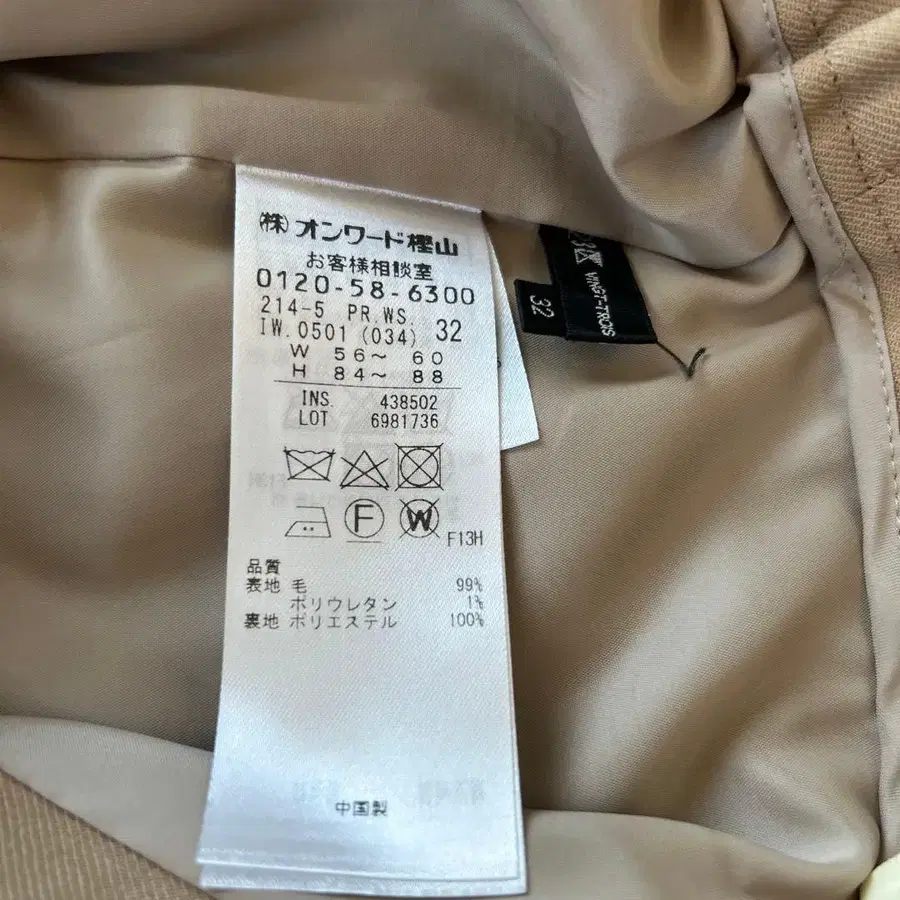 ㈱オンワード樫山
お客様相談室
0120-58-6300
214-5 PR.WS.
IW.0501 (034) 32
W 56～ 60
H 84～ 88
INS. 438502
LOT 6981736
F
W
F13H
品質
表地 毛 99%
ポリウレタン 1%
裏地 ポリエステル 100%
中国製
32
VINGT-TROIS